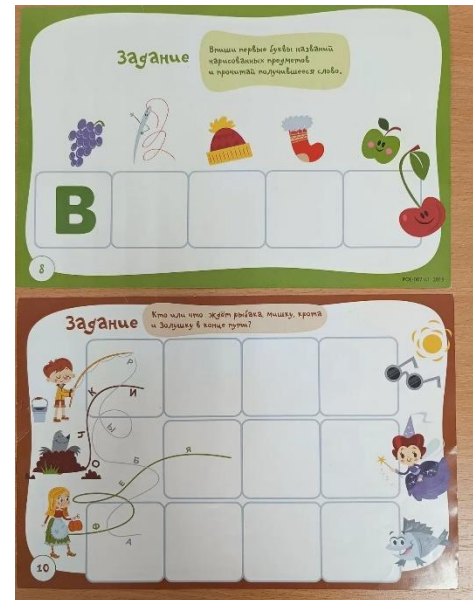 Задание
Впиши первые буквы названий
нарисованных предметов
и прочитай получившееся слово.
В
8
Задание
Кто или что ждёт рыбака, мишку, крота
и Золушку в конце пути?
Р
К И
Ы
Ч
О
Б
Я
Е
Ф
А
10